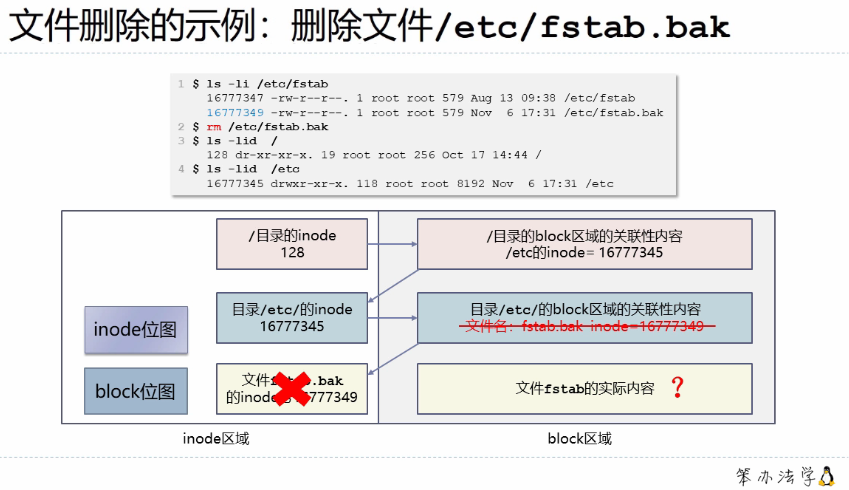 文件删除的示例：删除文件/etc/fstab.bak
1 $ ls -li /etc/fstab
16777347 -rw-r--r--. 1 root root 579 Aug 13 09:38 /etc/fstab
16777349 -rw-r--r--. 1 root root 579 Nov  6 17:31 /etc/fstab.bak
2 $ rm /etc/fstab.bak
3 $ ls -lid  /
128 dr-xr-xr-x. 19 root root 256 Oct 17 14:44 /
4 $ ls -lid  /etc
16777345 drwxr-xr-x. 118 root root 8192 Nov  6 17:31 /etc
/目录的inode
128
/目录的block区域的关联性内容
/etc的inode= 16777345
inode位图
目录/etc/的inode
16777345
目录/etc/的block区域的关联性内容
文件名：fstab.bak inode=16777349
block位图
文件fstab.bak
的inode 16777349
文件fstab的实际内容 ?
inode区域
block区域
笨办法学